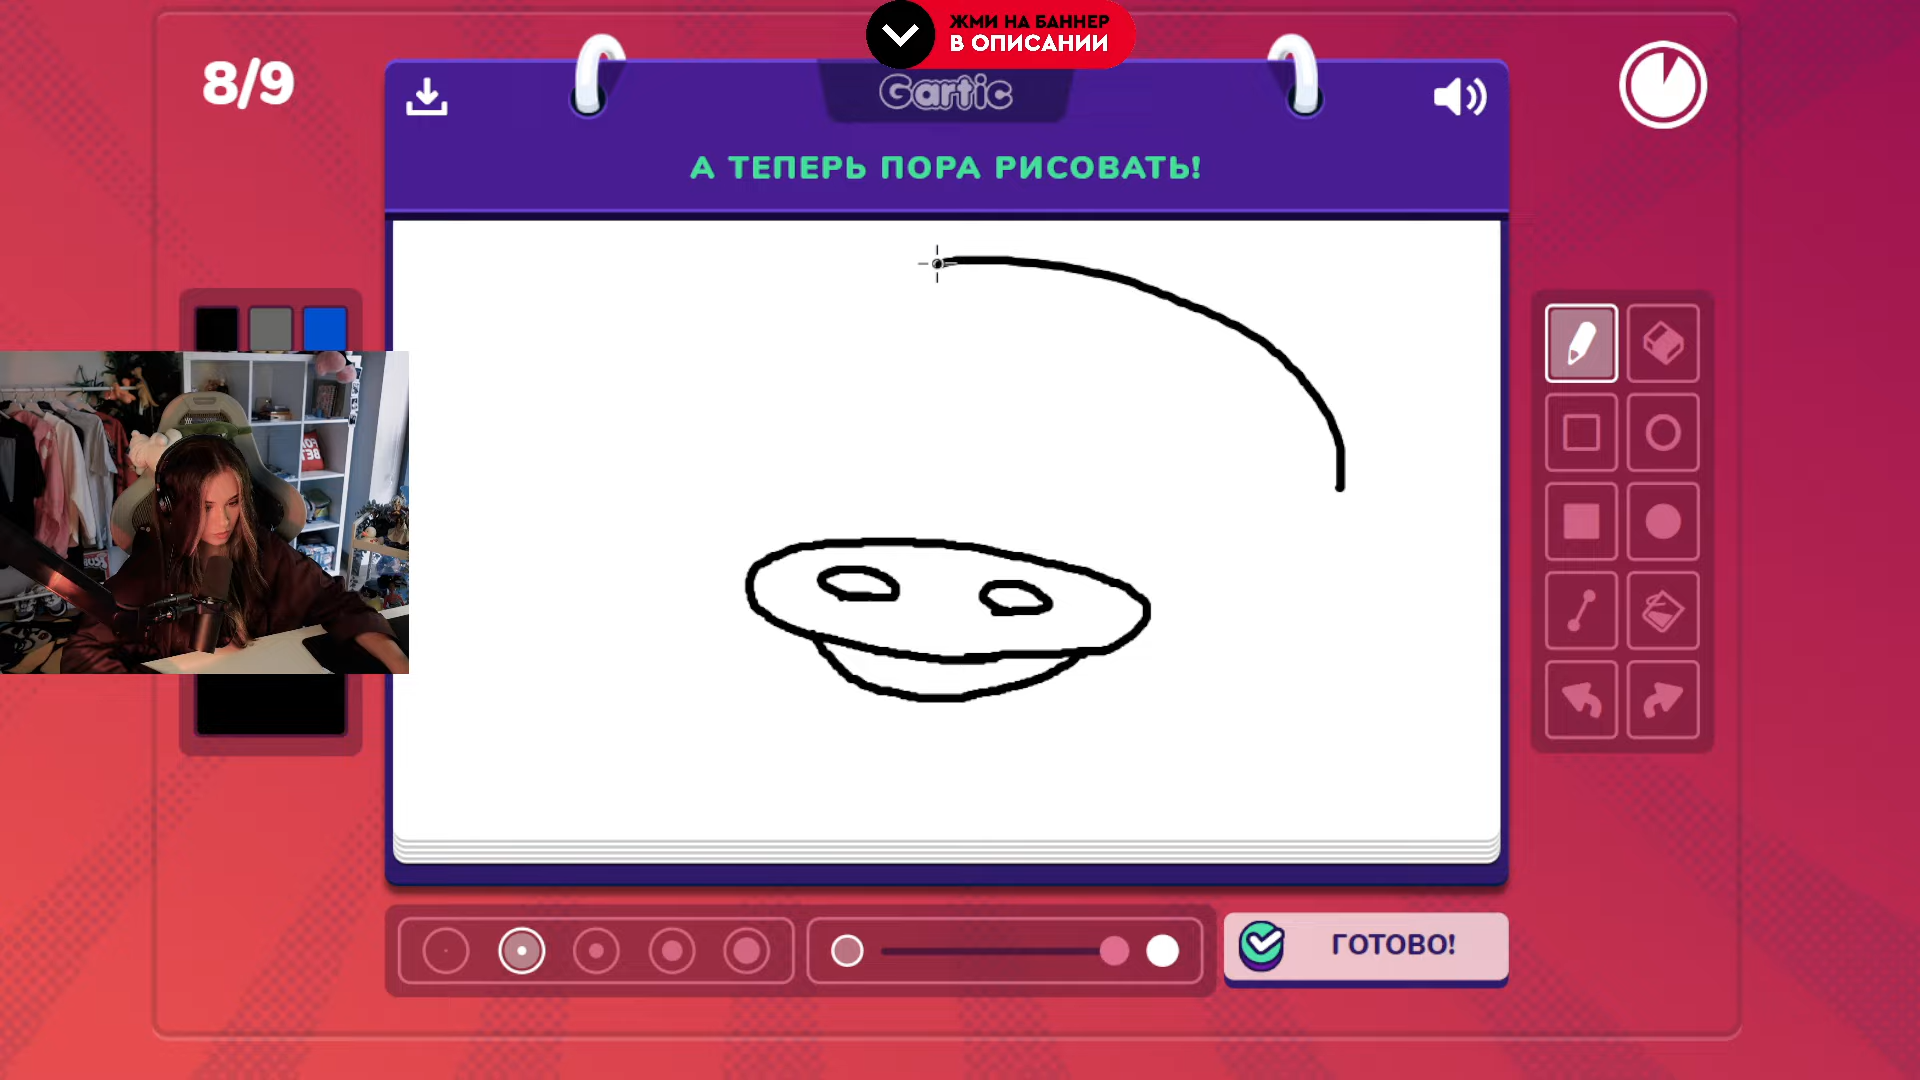 ЖМИ НА БАННЕР
В ОПИСАНИИ
8/9
Gartic
А ТЕПЕРЬ ПОРА РИСОВАТЬ!
ГОТОВО!